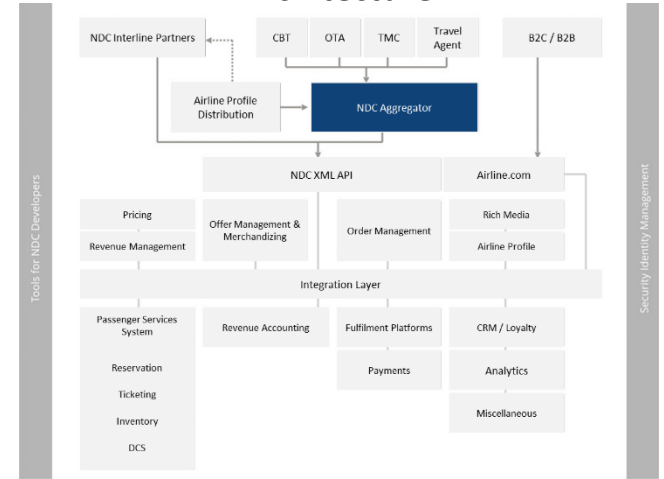 NDC Interline Partners
CBT
OTA
TMC
Travel
Agent
B2C / B2B
Airline Profile
Distribution
NDC Aggregator
NDC XML API
Airline.com
Pricing
Revenue Management
Offer Management &
Merchandizing
Order Management
Rich Media
Airline Profile
Integration Layer
Passenger Services
System
Reservation
Ticketing
Inventory
DCS
Revenue Accounting
Fulfilment Platforms
Payments
CRM / Loyalty
Analytics
Miscellaneous
Tools for NDC Developers
Security Identity Management